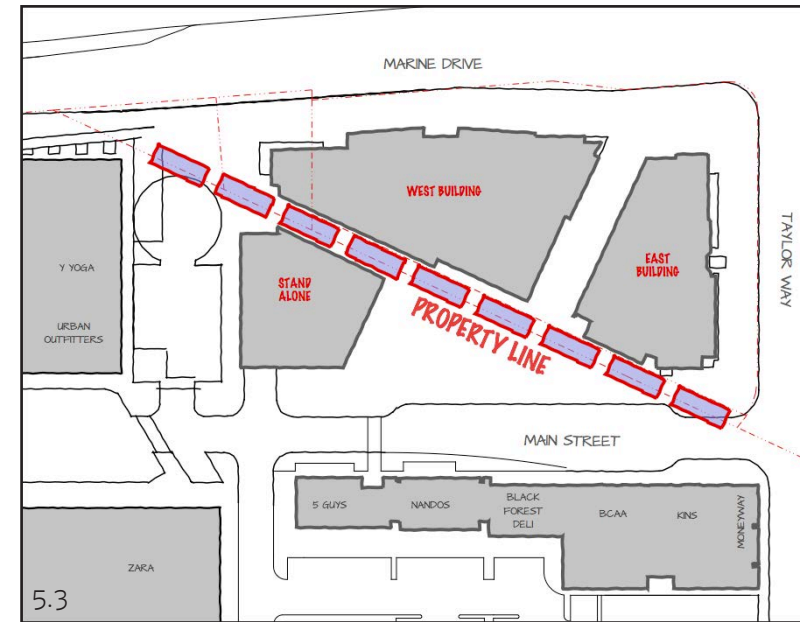 MARINE DRIVE
WEST BUILDING
TAYLOR WAY
EAST
BUILDING
Y YOGA
STAND
ALONE
URBAN
OUTFITTERS
PROPERTY LINE
MAIN STREET
5 GUYS
NANDOS
BLACK
FOREST
DELI
BCAA
KINS
MONEYWAY
ZARA
5.3